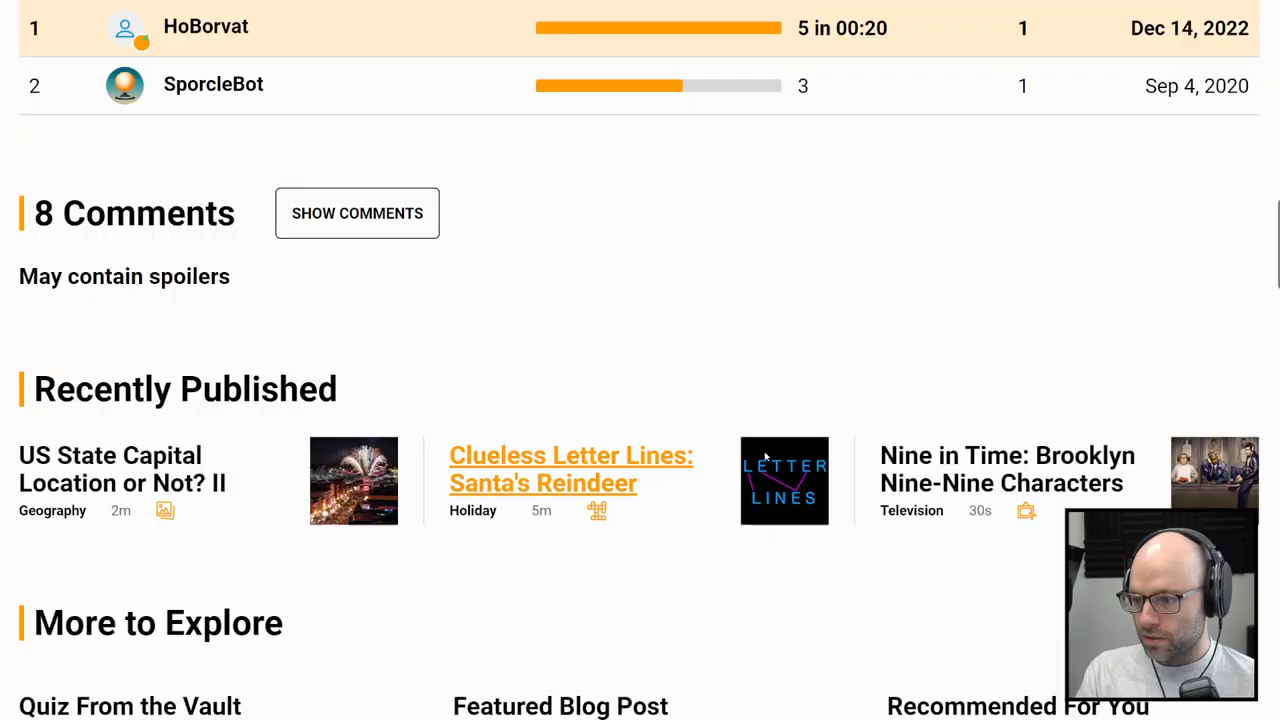 1 HoBorvat 5 in 00:20 1 Dec 14, 2022
2 SporcleBot 3 1 Sep 4, 2020
8 Comments SHOW COMMENTS
May contain spoilers
Recently Published
US State Capital
Location or Not? II
Geography 2m
Clueless Letter Lines:
Santa's Reindeer
Holiday 5m
LETTER
LINES
Nine in Time: Brooklyn
Nine-Nine Characters
Television 30s
More to Explore
Quiz From the Vault Featured Blog Post Recommended For You